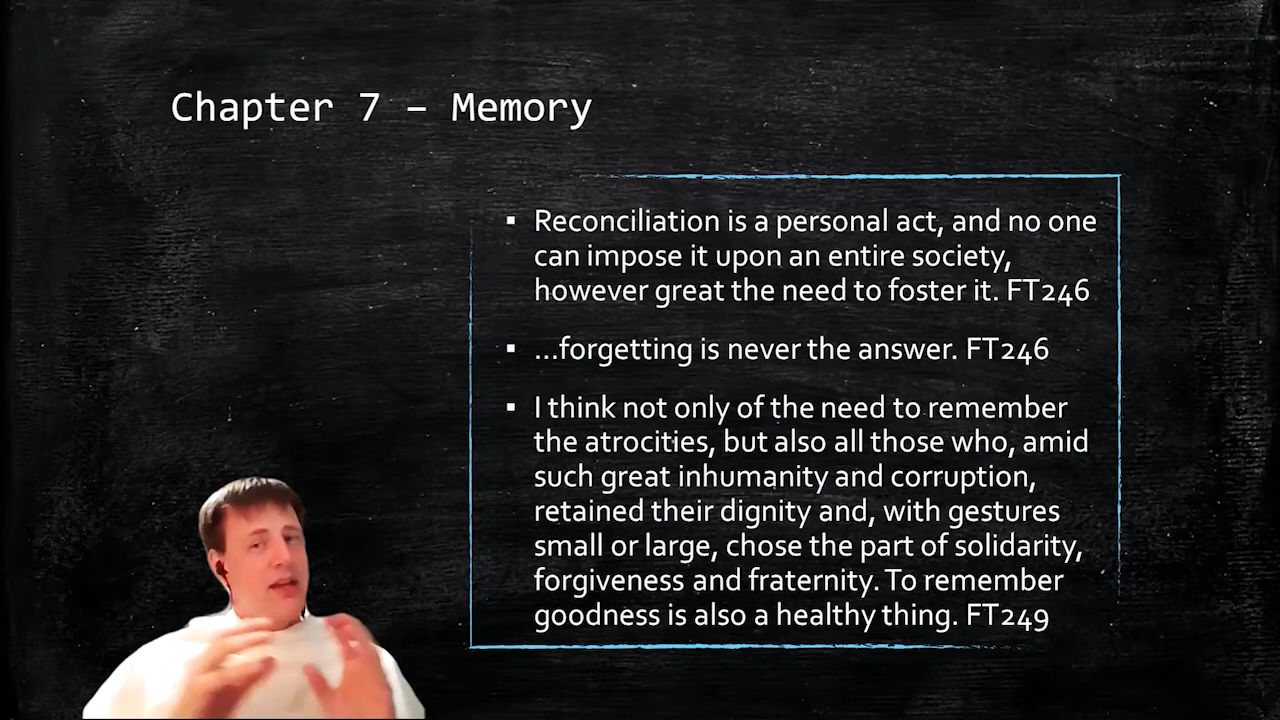 Chapter 7 – Memory
▪ Reconciliation is a personal act, and no one
can impose it upon an entire society,
however great the need to foster it. FT246
▪ ...forgetting is never the answer. FT246
▪ I think not only of the need to remember
the atrocities, but also all those who, amid
such great inhumanity and corruption,
retained their dignity and, with gestures
small or large, chose the part of solidarity,
forgiveness and fraternity. To remember
goodness is also a healthy thing. FT249